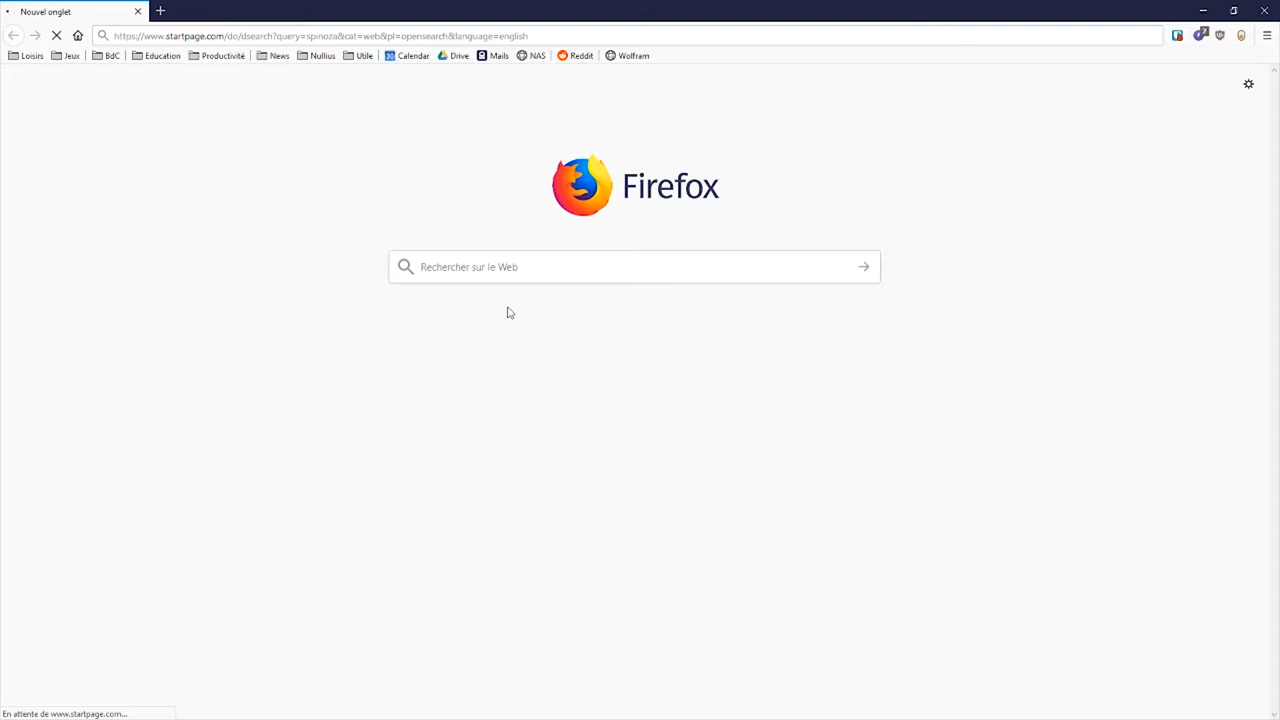 Nouvel onglet
https://www.startpage.com/do/dsearch?query=spinoza&cat=web&pl=opensearch&language=english
Loisirs Jeux BdC Education Productivité News Nullius Utile Calendar Drive Mails NAS Reddit Wolfram
Firefox
Rechercher sur le Web
En attente de www.startpage.com...